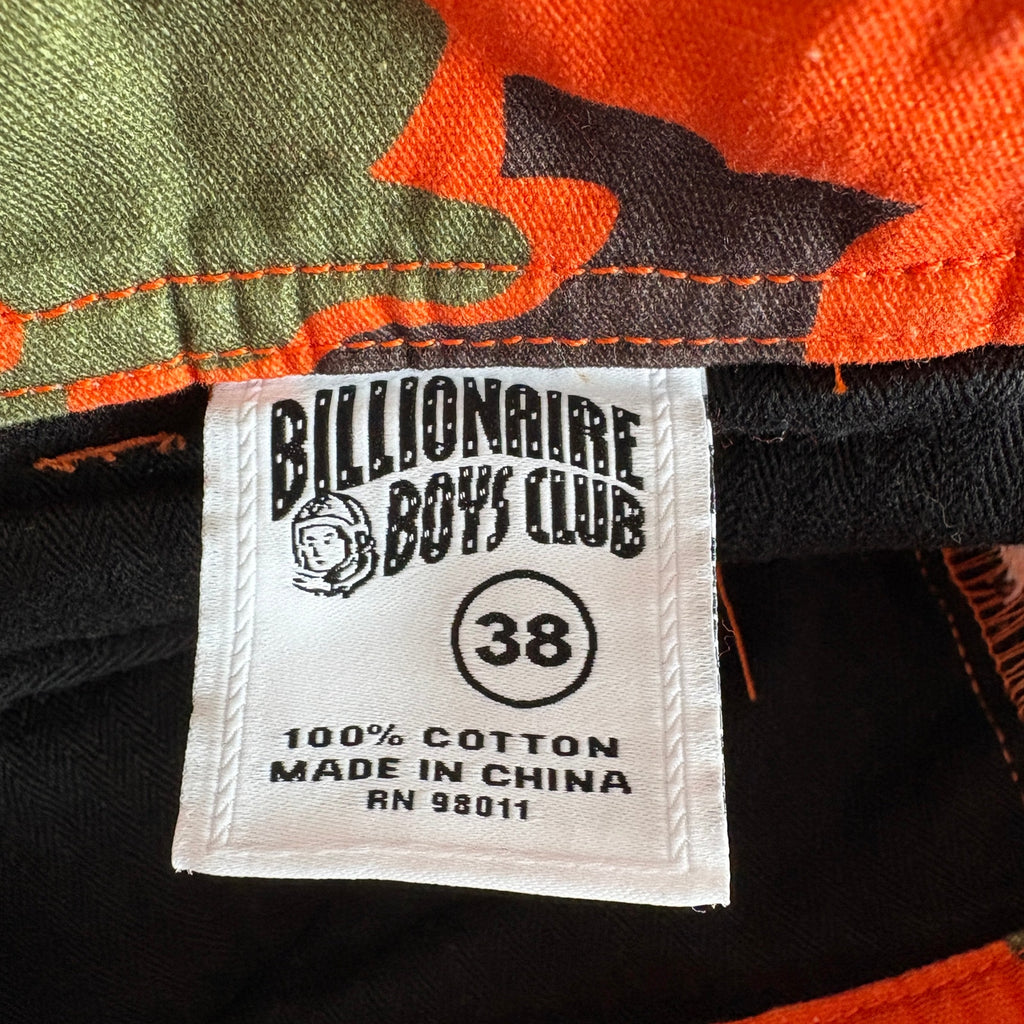 BILLIONAIRE
BOYS CLUB
38
100% COTTON
MADE IN CHINA
RN 98011